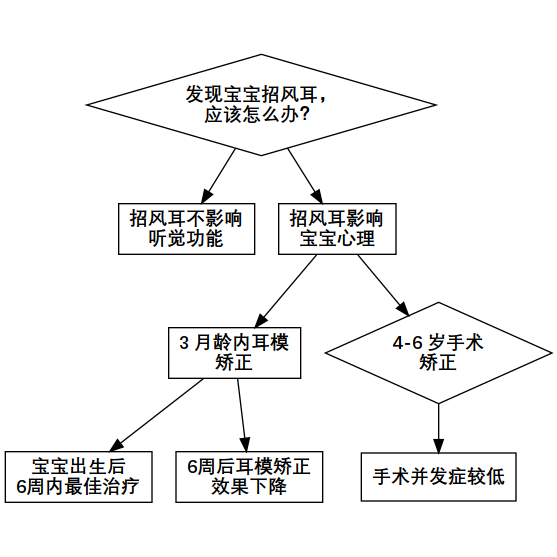 发现宝宝招风耳，
应该怎么办?
招风耳不影响
听觉功能
招风耳影响
宝宝心理
3 月龄内耳模
矫正
4-6 岁手术
矫正
宝宝出生后
6周内最佳治疗
6周后耳模矫正
效果下降
手术并发症较低